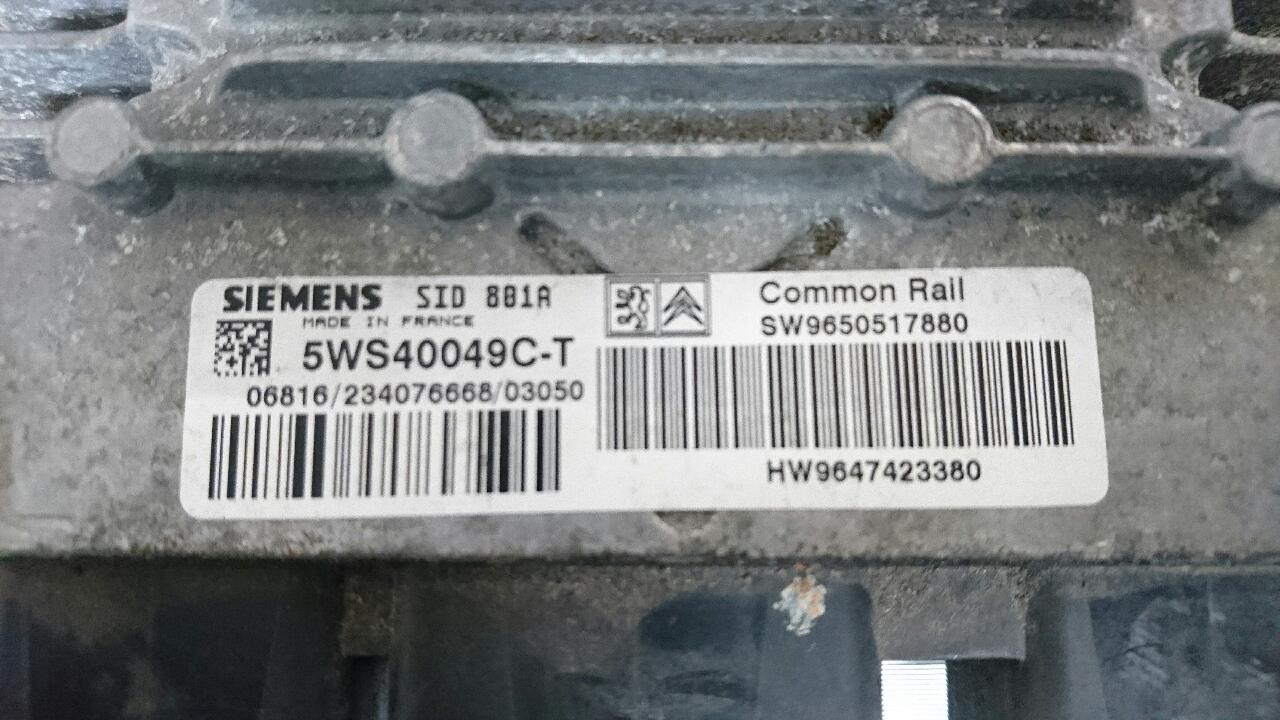 SIEMENS SID 801A
MADE IN FRANCE
5WS40049C-T
06816/234076668/03050
Common Rail
SW9650517880
HW9647423380